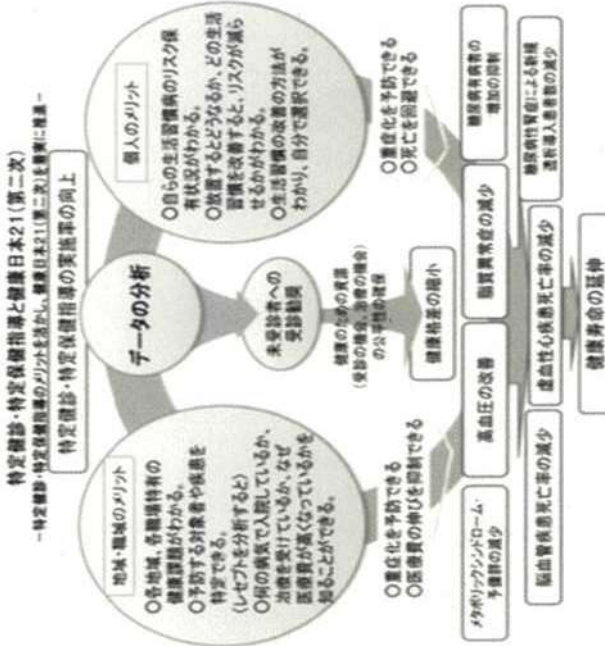 特定健診・特定保健指導と健康日本21(第二次)
－特定健診・特定保健指導のメリットを活かし、健康日本21(第二次)を着実に推進－
特定健診・特定保健指導の実施率の向上
地域・職域のメリット
○各地域、各職場特有の
健康課題がわかる。
○予防する対象者や疾患を
特定できる。
(レセプトを分析すると)
○何の病気で入院しているか、
治療を受けているか、なぜ
医療費が高くなっているかを
知ることができる。
データの分析
未受診者への
受診勧奨
個人のメリット
○自らの生活習慣病のリスク保
有状況がわかる。
○放置するとどうなるか、どの生活
習慣を改善すると、リスクが減ら
せるかがわかる。
○生活習慣の改善の方法が
わかり、自分で選択できる。
○重症化を予防できる
○医療費の伸びを抑制できる
健康のための資源
(受診の機会、治療の機会)
の公平性の確保
○重症化を予防できる
○死亡を回避できる
健康格差の縮小
メタボリックシンドローム・
予備群の減少
高血圧の改善
脂質異常症の減少
糖尿病有病者の
増加の抑制
脳血管疾患死亡率の減少
虚血性心疾患死亡率の減少
糖尿病性腎症による新規
透析導入患者数の減少
健康寿命の延伸